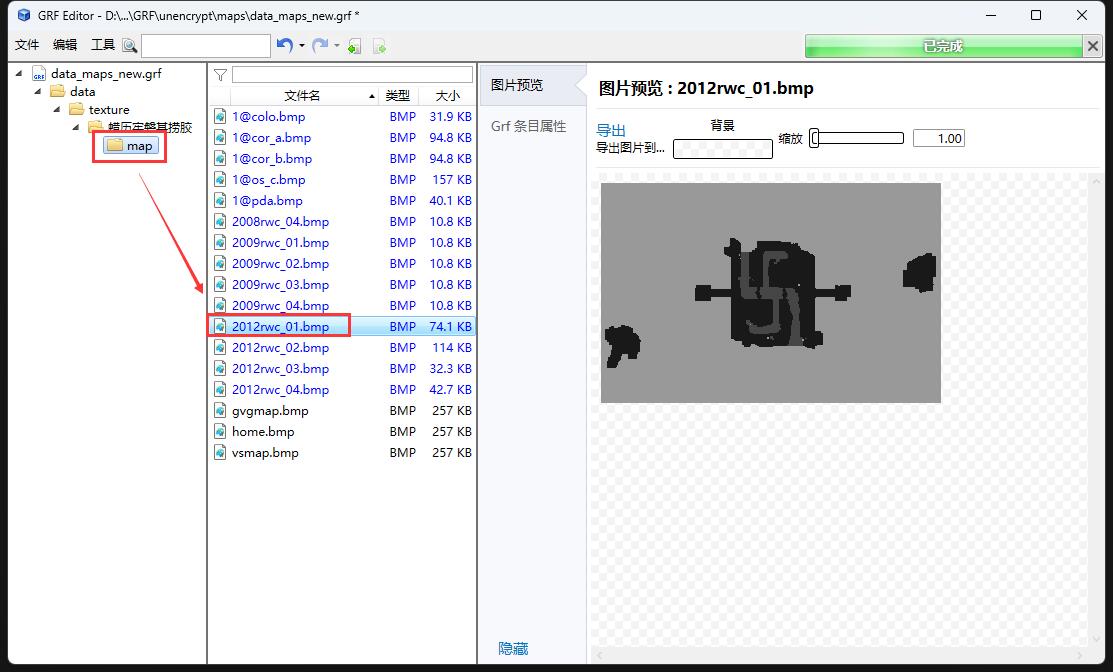 GRF Editor - D:\...\GRF\unencrypt\maps\data_maps_new.grf *
文件 编辑 工具
已完成
data_maps_new.grf
data
texture
蜡历牢磐其捞胶
map
文件名 类型 大小
1@colo.bmp BMP 31.9 KB
1@cor_a.bmp BMP 94.8 KB
1@cor_b.bmp BMP 94.8 KB
1@os_c.bmp BMP 157 KB
1@pda.bmp BMP 40.1 KB
2008rwc_04.bmp BMP 10.8 KB
2009rwc_01.bmp BMP 10.8 KB
2009rwc_02.bmp BMP 10.8 KB
2009rwc_03.bmp BMP 10.8 KB
2009rwc_04.bmp BMP 10.8 KB
2012rwc_01.bmp BMP 74.1 KB
2012rwc_02.bmp BMP 114 KB
2012rwc_03.bmp BMP 32.3 KB
2012rwc_04.bmp BMP 42.7 KB
gvgmap.bmp BMP 257 KB
home.bmp BMP 257 KB
vsmap.bmp BMP 257 KB
图片预览
Grf 条目属性
隐藏
图片预览 : 2012rwc_01.bmp
导出
导出图片到...
背景
缩放
1.00